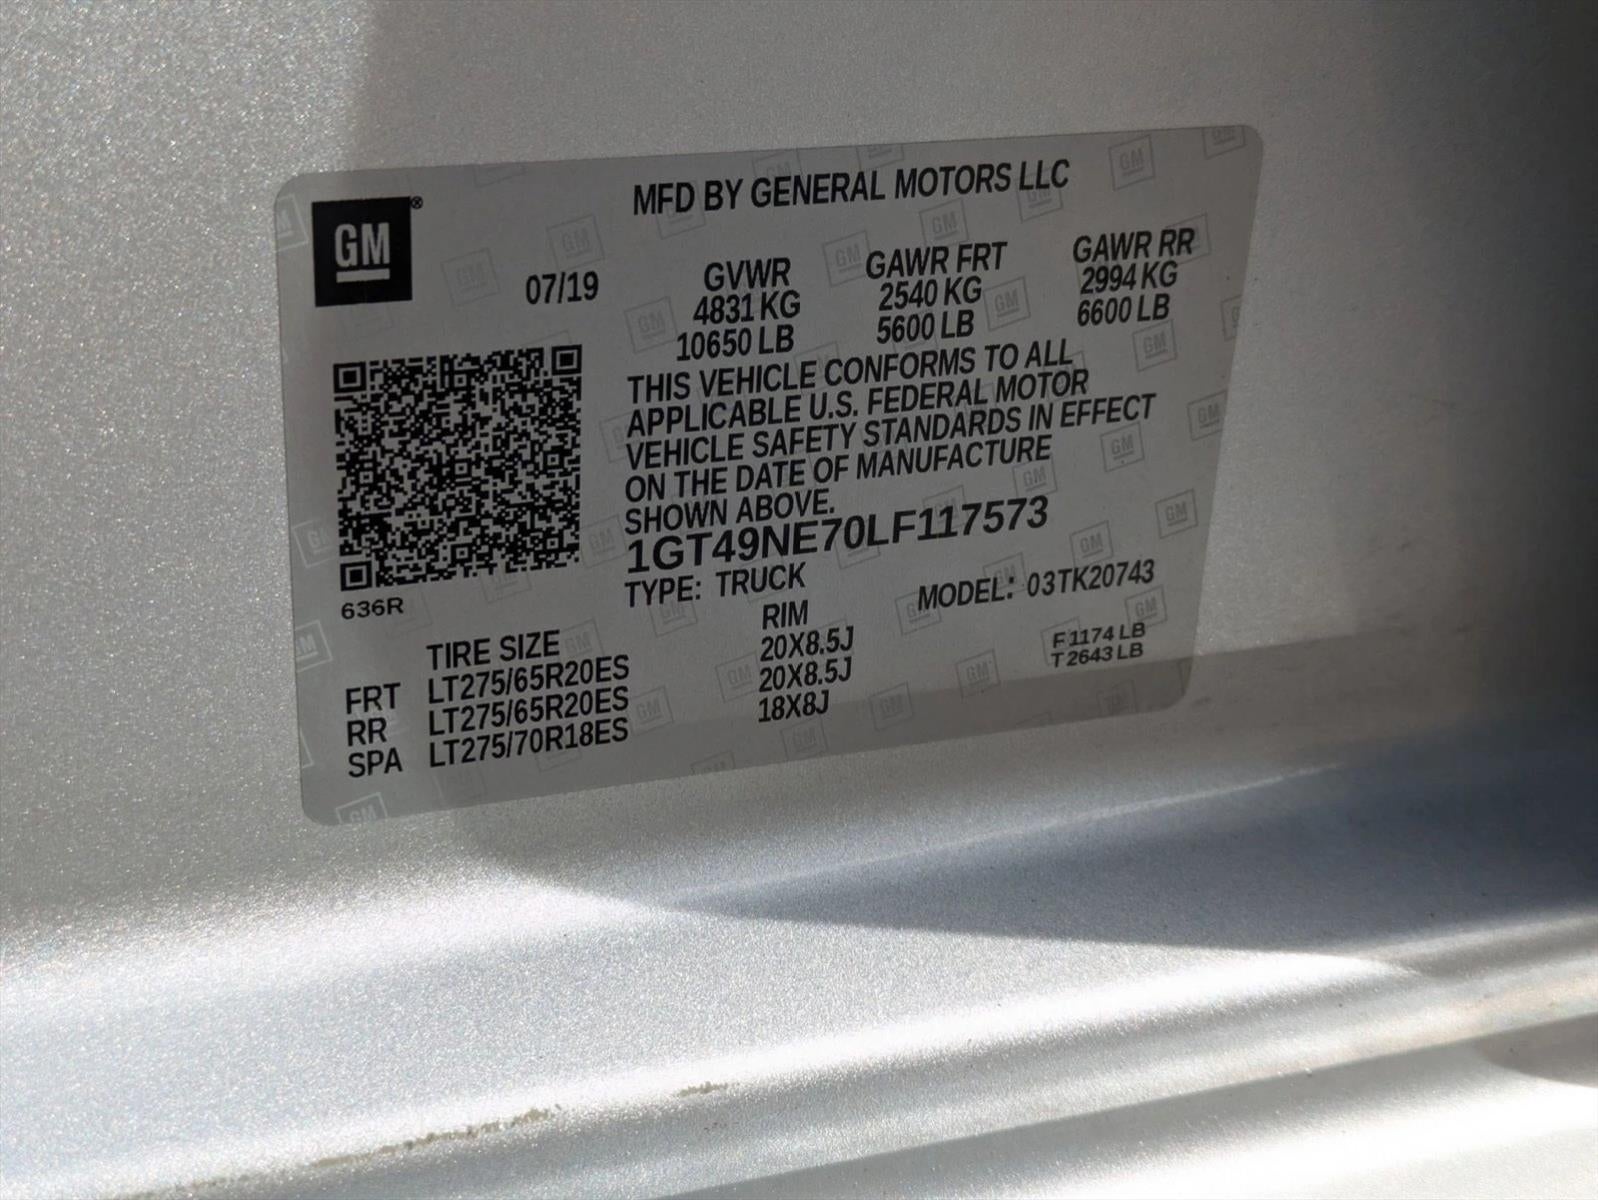 GM®
MFD BY GENERAL MOTORS LLC
07/19
GVWR
4831 KG
10650 LB
GAWR FRT
2540 KG
5600 LB
GAWR RR
2994 KG
6600 LB
THIS VEHICLE CONFORMS TO ALL
APPLICABLE U.S. FEDERAL MOTOR
VEHICLE SAFETY STANDARDS IN EFFECT
ON THE DATE OF MANUFACTURE
SHOWN ABOVE.
1GT49NE70LF117573
TYPE: TRUCK
MODEL: 03TK20743
636R
TIRE SIZE RIM
FRT LT275/65R20ES 20X8.5J
RR LT275/65R20ES 20X8.5J
SPA LT275/70R18ES 18X8J
F 1174 LB
T 2643 LB